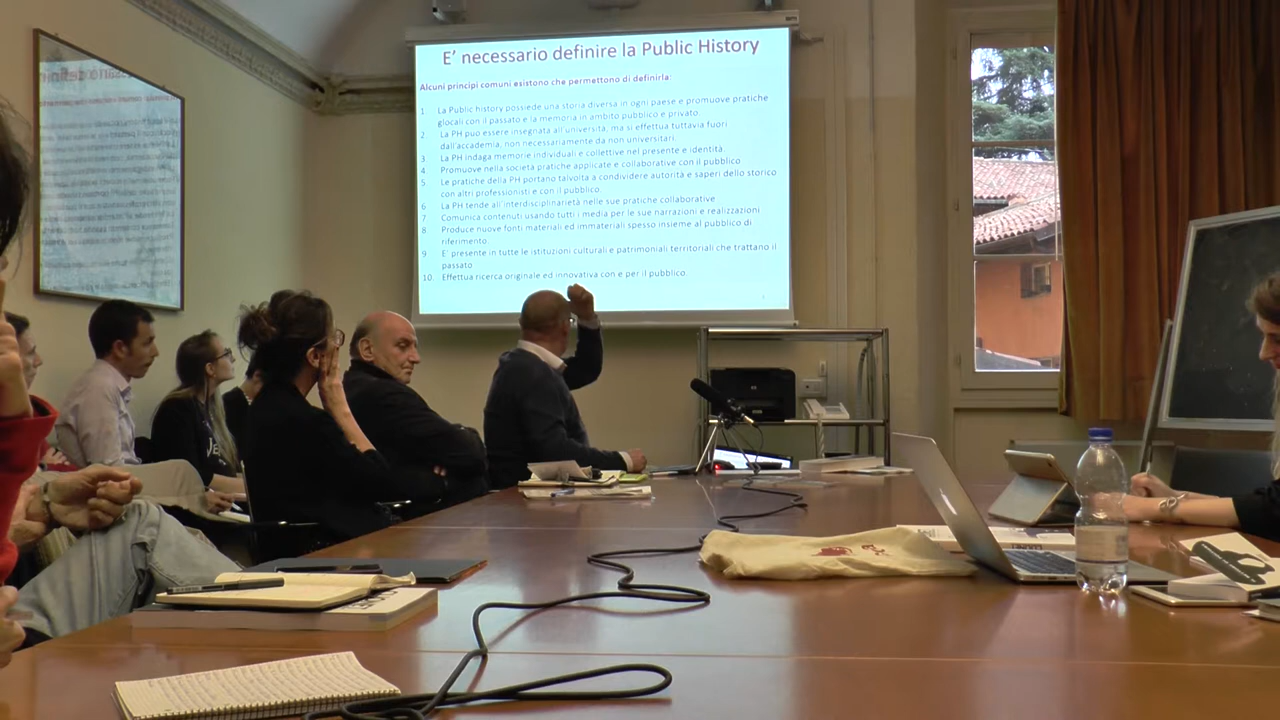 E' necessario definire la Public History
Alcuni principi comuni esistono che permettono di definirla:
1 La Public history possiede una storia diversa in ogni paese e promuove pratiche
glocali con il passato e la memoria in ambito pubblico e privato.
2 La PH può essere insegnata all'università, ma si effettua tuttavia fuori
dall'accademia, non necessariamente da non universitari.
3 La PH indaga memorie individuali e collettive nel presente e identità.
4 Promuove nella società pratiche applicate e collaborative con il pubblico
5 Le pratiche della PH portano talvolta a condividere autorità e saperi dello storico
con altri professionisti e con il pubblico.
6 La PH tende all'interdisciplinarietà nelle sue pratiche collaborative
7 Comunica contenuti usando tutti i media per le sue narrazioni e realizzazioni
8 Produce nuove fonti materiali ed immateriali spesso insieme al pubblico di
riferimento.
9 E' presente in tutte le istituzioni culturali e patrimoniali territoriali che trattano il
passato
10. Effettua ricerca originale ed innovativa con e per il pubblico